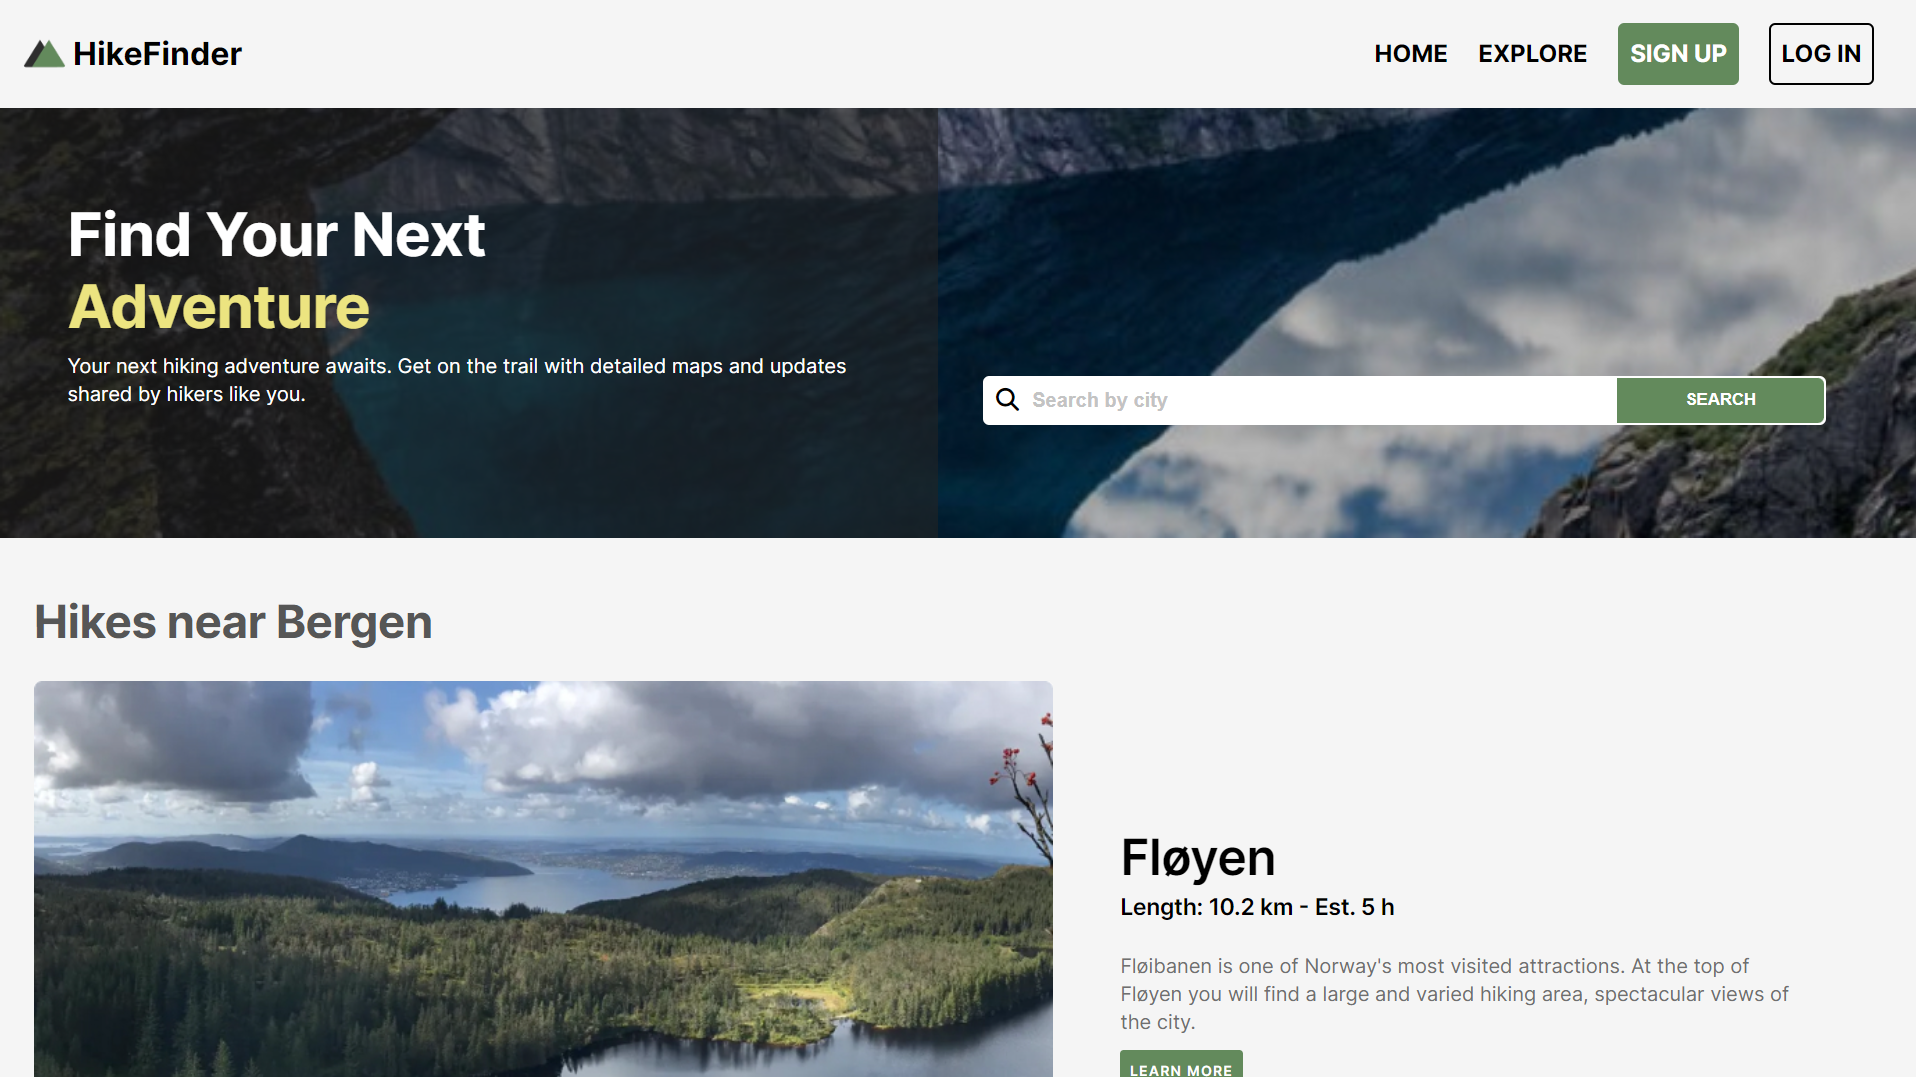 HikeFinder
HOME EXPLORE SIGN UP LOG IN
Find Your Next
Adventure
Your next hiking adventure awaits. Get on the trail with detailed maps and updates
shared by hikers like you.
Search by city
SEARCH
Hikes near Bergen
Fløyen
Length: 10.2 km - Est. 5 h
Fløibanen is one of Norway's most visited attractions. At the top of
Fløyen you will find a large and varied hiking area, spectacular views of
the city.
LEARN MORE